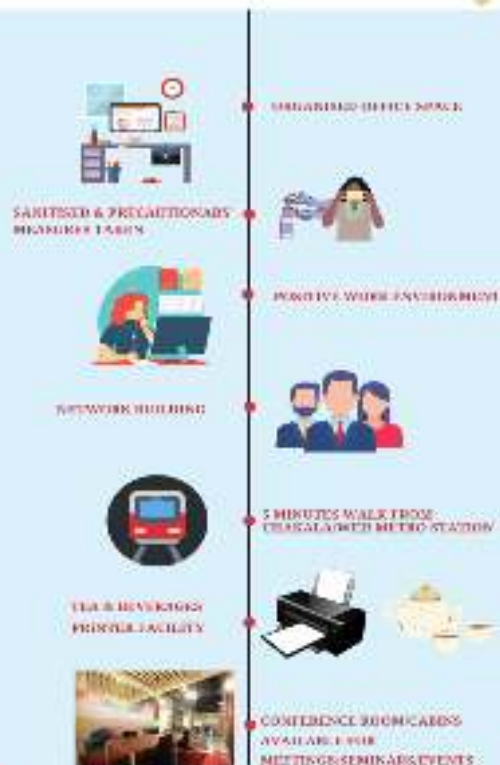 ORGANISED OFFICE SPACE
SANITISED & PRECAUTIONARY
MEASURES TAKEN
POSITIVE WORK ENVIRONMENT
NETWORK BUILDING
5 MINUTES WALK FROM
CHAKALA/WEH METRO STATION
TEA & BEVERAGES
PRINTER FACILITY
CONFERENCE ROOM/CABINS
AVAILABLE FOR
MEETINGS/SEMINARS/EVENTS